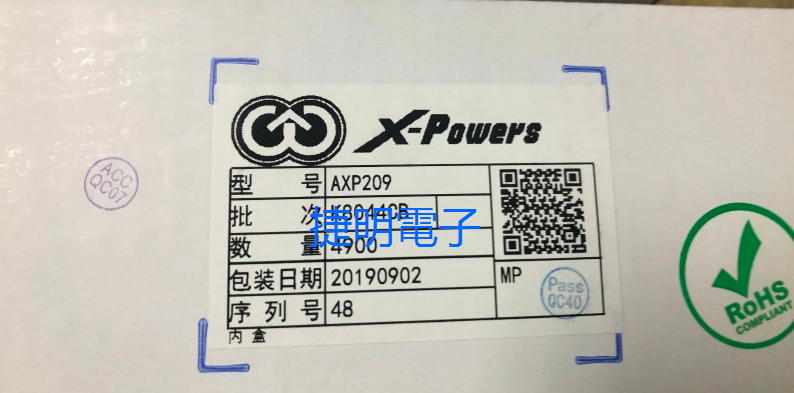 X-Powers
型号 AXP209
批次
捷明電子
数量 4900
包装日期 20190902
序列号 48
内盒
MP
Pass
QC40
ACC
QC07
RoHS
COMPLIANT